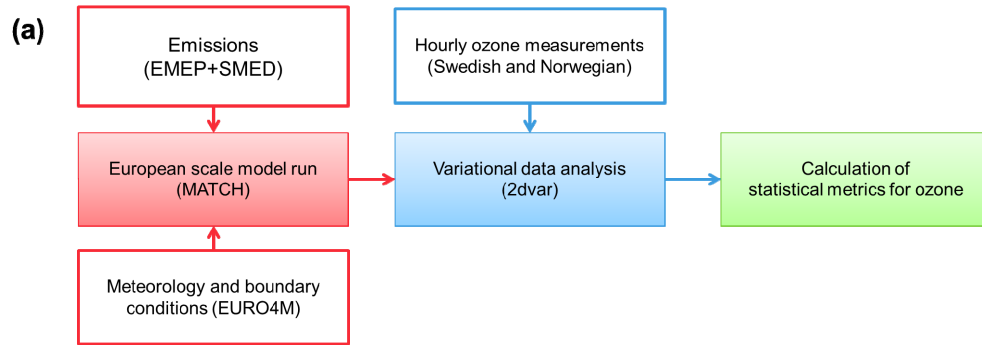 (a)
Emissions
(EMEP+SMED)
Hourly ozone measurements
(Swedish and Norwegian)
European scale model run
(MATCH)
Variational data analysis
(2dvar)
Calculation of
statistical metrics for ozone
Meteorology and boundary
conditions (EURO4M)